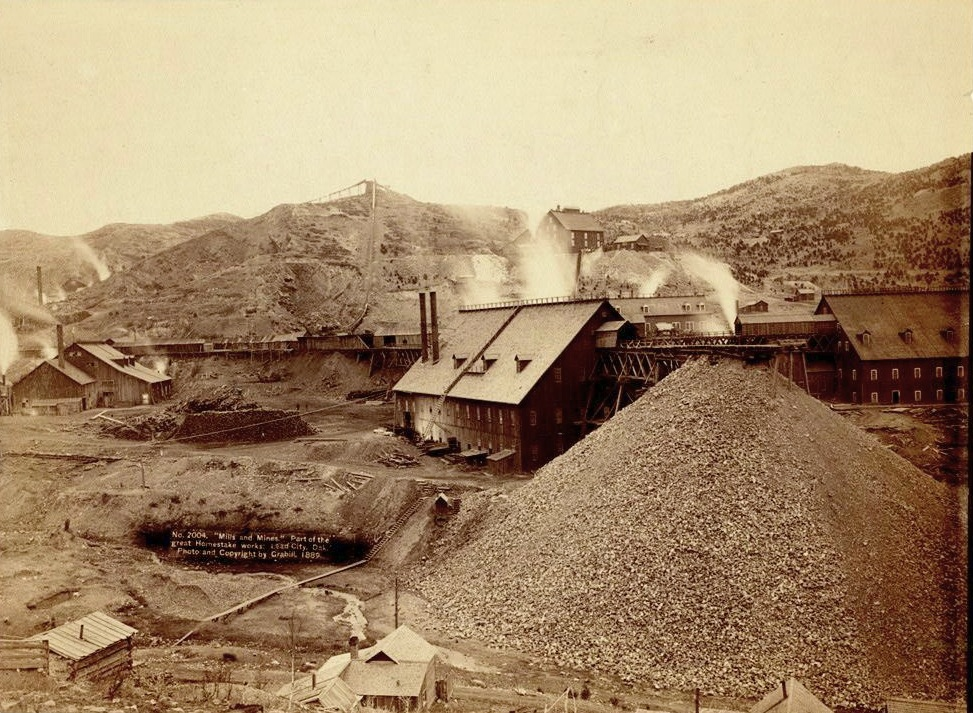 No. 2004. "Mills and Mines." Part of the
great Homestake works; Lead City, Dak.
Photo and Copyright by Grabill, 1889.